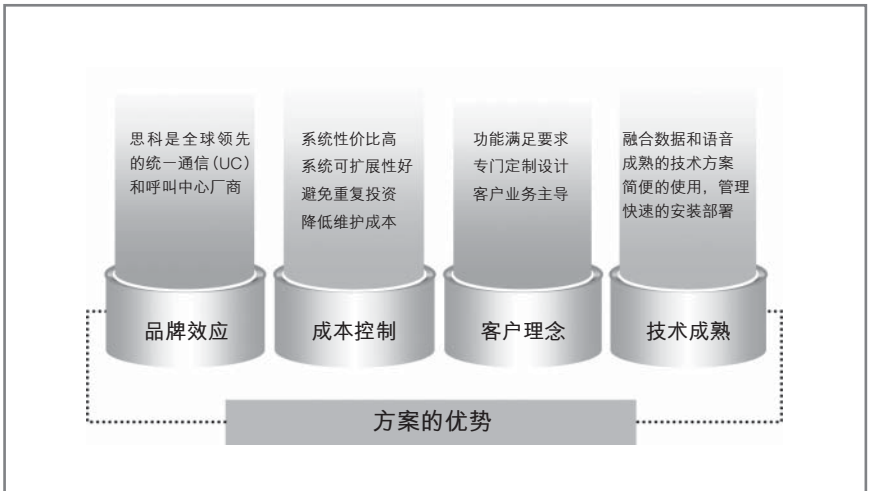 思科是全球领先
的统一通信(UC)
和呼叫中心厂商
系统性价比高
系统可扩展性好
避免重复投资
降低维护成本
功能满足要求
专门定制设计
客户业务主导
融合数据和语音
成熟的技术方案
简便的使用，管理
快速的安装部署
品牌效应
成本控制
客户理念
技术成熟
方案的优势